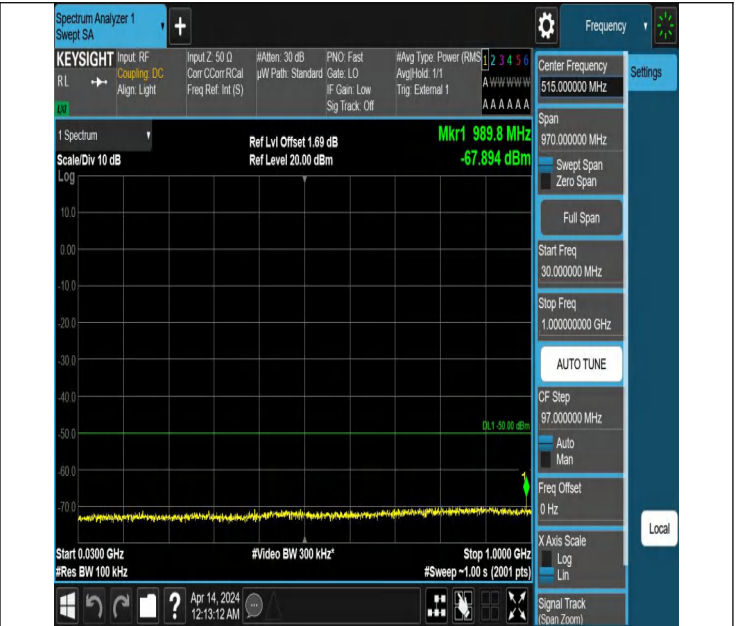 Spectrum Analyzer 1
Swept SA
+
Frequency
KEYSIGHT
RL
Input: RF
Coupling: DC
Align: Light
Input Z: 50 Ω
Corr CCorr RCal
Freq Ref: Int (S)
#Atten: 30 dB
µW Path: Standard
PNO: Fast
Gate: LO
IF Gain: Low
Sig Track: Off
#Avg Type: Power (RMS
Avg|Hold: 1/1
Trig: External 1
1 2 3 4 5 6
A W W W W W
A A A A A A
1 Spectrum
Scale/Div 10 dB
Log
Ref Lvl Offset 1.69 dB
Ref Level 20.00 dBm
Mkr1 989.8 MHz
-67.894 dBm
10.0
0.00
-10.0
-20.0
-30.0
-40.0
-50.0
-60.0
-70.0
DL1 -50.00 dBm
1
Start 0.0300 GHz
#Res BW 100 kHz
#Video BW 300 kHz*
Stop 1.0000 GHz
#Sweep ~1.00 s (2001 pts)
?
Apr 14, 2024
12:13:12 AM
Center Frequency
515.000000 MHz
Span
970.000000 MHz
Swept Span
Zero Span
Full Span
Start Freq
30.000000 MHz
Stop Freq
1.000000000 GHz
AUTO TUNE
CF Step
97.000000 MHz
Auto
Man
Freq Offset
0 Hz
X Axis Scale
Log
Lin
Signal Track
(Span Zoom)
Settings
Local